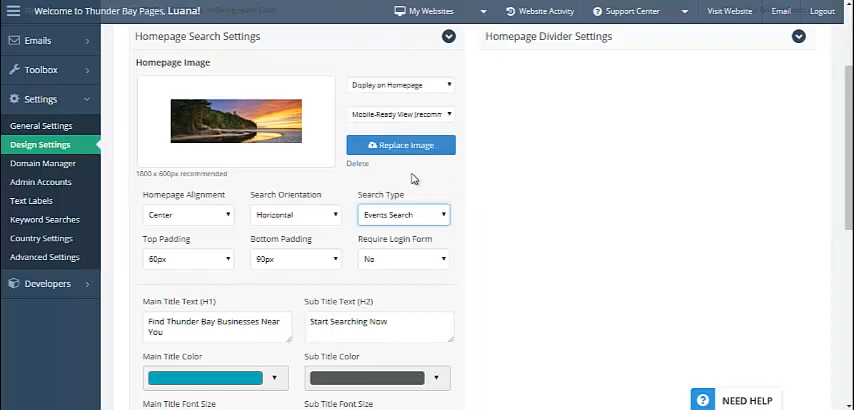 Welcome to Thunder Bay Pages, Luana!
My Websites
Website Activity
Support Center
Visit Website
Email
Logout
Emails
Toolbox
Settings
General Settings
Design Settings
Domain Manager
Admin Accounts
Text Labels
Keyword Searches
Country Settings
Advanced Settings
Developers
Homepage Search Settings
Homepage Divider Settings
Homepage Image
Display on Homepage
Mobile-Ready View (recomm
Replace Image
Delete
1800 x 600px recommended
Homepage Alignment Search Orientation Search Type
Center Horizontal Events Search
Top Padding Bottom Padding Require Login Form
60px 90px No
Main Title Text (H1) Sub Title Text (H2)
Find Thunder Bay Businesses Near Start Searching Now
You
Main Title Color Sub Title Color
Main Title Font Size Sub Title Font Size
? NEED HELP